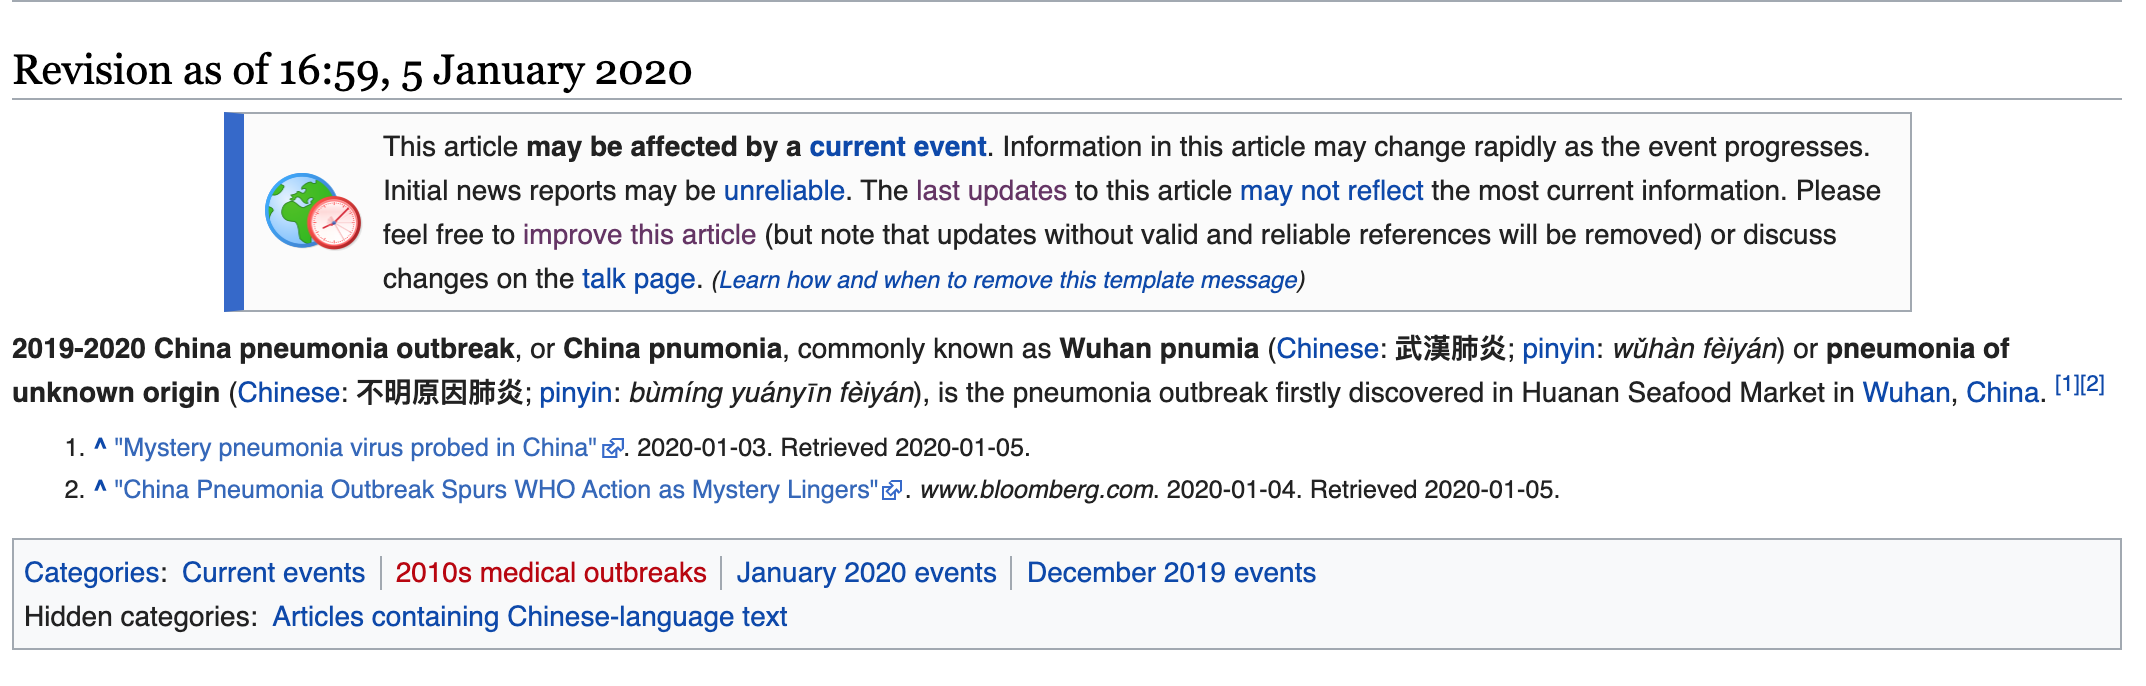 Revision as of 16:59, 5 January 2020
This article may be affected by a current event. Information in this article may change rapidly as the event progresses.
Initial news reports may be unreliable. The last updates to this article may not reflect the most current information. Please
feel free to improve this article (but note that updates without valid and reliable references will be removed) or discuss
changes on the talk page. (Learn how and when to remove this template message)
2019-2020 China pneumonia outbreak, or China pnumonia, commonly known as Wuhan pnumia (Chinese: 武漢肺炎; pinyin: wǔhàn fèiyán) or pneumonia of
unknown origin (Chinese: 不明原因肺炎; pinyin: bùmíng yuányīn fèiyán), is the pneumonia outbreak firstly discovered in Huanan Seafood Market in Wuhan, China. [1][2]
1. ^ "Mystery pneumonia virus probed in China". 2020-01-03. Retrieved 2020-01-05.
2. ^ "China Pneumonia Outbreak Spurs WHO Action as Mystery Lingers". www.bloomberg.com. 2020-01-04. Retrieved 2020-01-05.
Categories: Current events | 2010s medical outbreaks | January 2020 events | December 2019 events
Hidden categories: Articles containing Chinese-language text